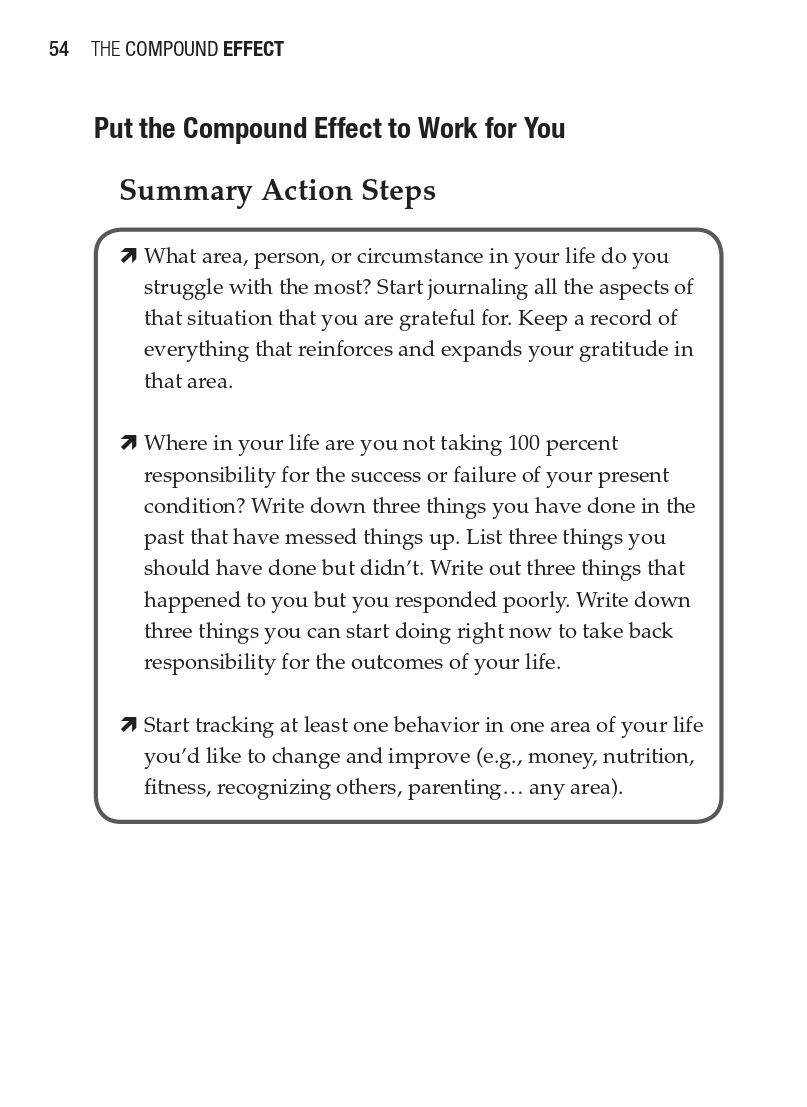 54 THE COMPOUND EFFECT
Put the Compound Effect to Work for You
Summary Action Steps
What area, person, or circumstance in your life do you
struggle with the most? Start journaling all the aspects of
that situation that you are grateful for. Keep a record of
everything that reinforces and expands your gratitude in
that area.
Where in your life are you not taking 100 percent
responsibility for the success or failure of your present
condition? Write down three things you have done in the
past that have messed things up. List three things you
should have done but didn’t. Write out three things that
happened to you but you responded poorly. Write down
three things you can start doing right now to take back
responsibility for the outcomes of your life.
Start tracking at least one behavior in one area of your life
you’d like to change and improve (e.g., money, nutrition,
fitness, recognizing others, parenting… any area).